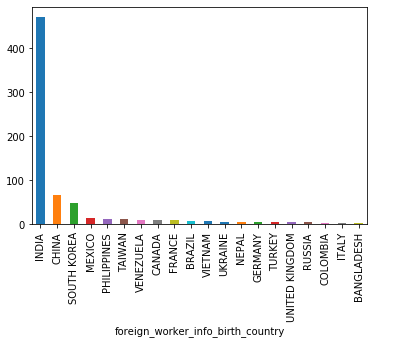 400
300
200
100
0
INDIA
CHINA
SOUTH KOREA
MEXICO
PHILIPPINES
TAIWAN
VENEZUELA
CANADA
FRANCE
BRAZIL
VIETNAM
UKRAINE
NEPAL
GERMANY
TURKEY
UNITED KINGDOM
RUSSIA
COLOMBIA
ITALY
BANGLADESH
foreign_worker_info_birth_country